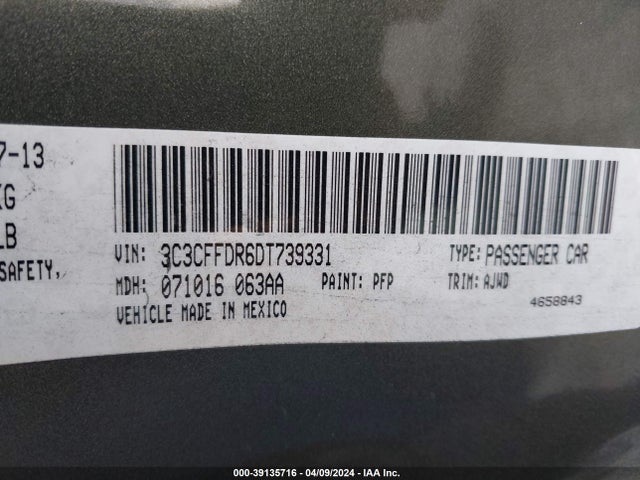 7-13
KG
LB
SAFETY,
VIN: 3C3CFFDR6DT739331 TYPE: PASSENGER CAR
MDH: 071016 063AA PAINT: PFP TRIM: AJWD
VEHICLE MADE IN MEXICO 4658843
000-39135716 - 04/09/2024 - IAA Inc.